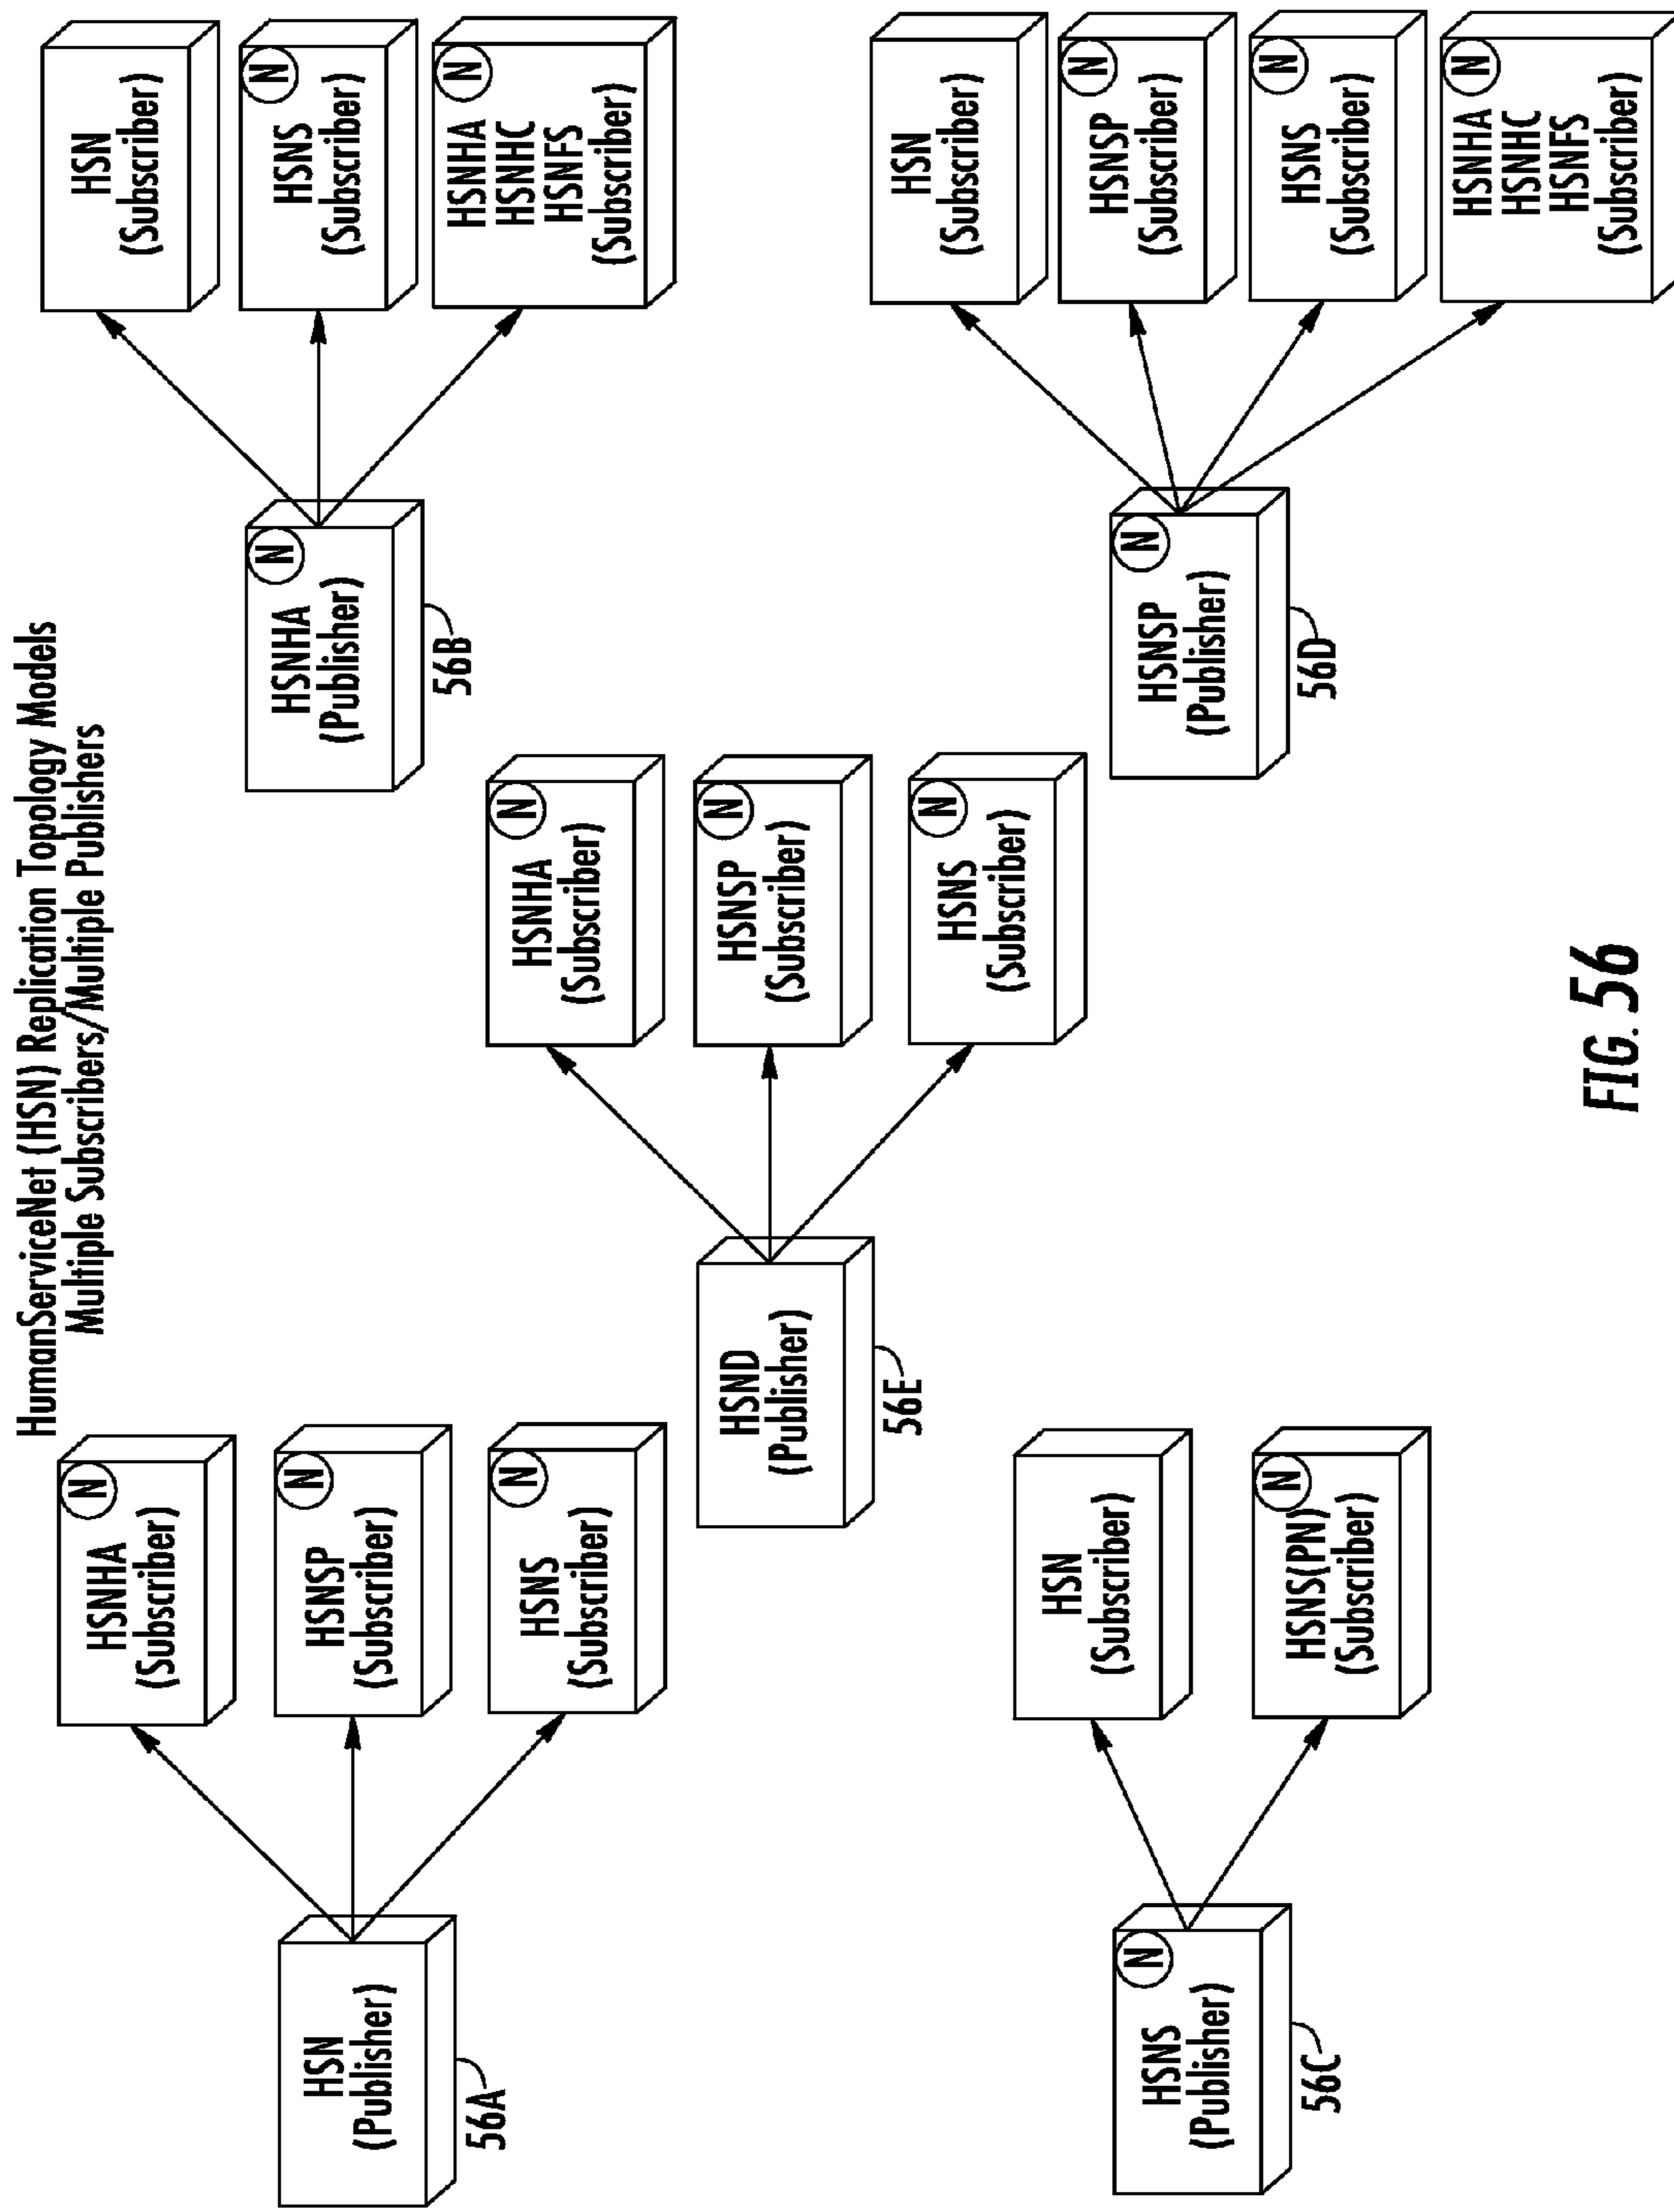 HumanServiceNet (HSN) Replication Topology Models
Multiple Subscribers/Multiple Publishers
HSN
(Publisher)
56A
N
HSNHA
(Subscriber)
N
HSNSP
(Subscriber)
N
HSNS
(Subscriber)
N
HSNHA
(Publisher)
56B
HSN
(Subscriber)
N
HSNS
(Subscriber)
N
HSNHA
HSNHC
HSNFS
(Subscriber)
HSND
(Publisher)
56E
N
HSNHA
(Subscriber)
N
HSNSP
(Subscriber)
N
HSNS
(Subscriber)
N
HSNS
(Publisher)
56C
HSN
(Subscriber)
N
HSNS(PN)
(Subscriber)
N
HSNSP
(Publisher)
56D
HSN
(Subscriber)
N
HSNSP
(Subscriber)
N
HSNS
(Subscriber)
N
HSNHA
HSNHC
HSNFS
(Subscriber)
FIG. 56